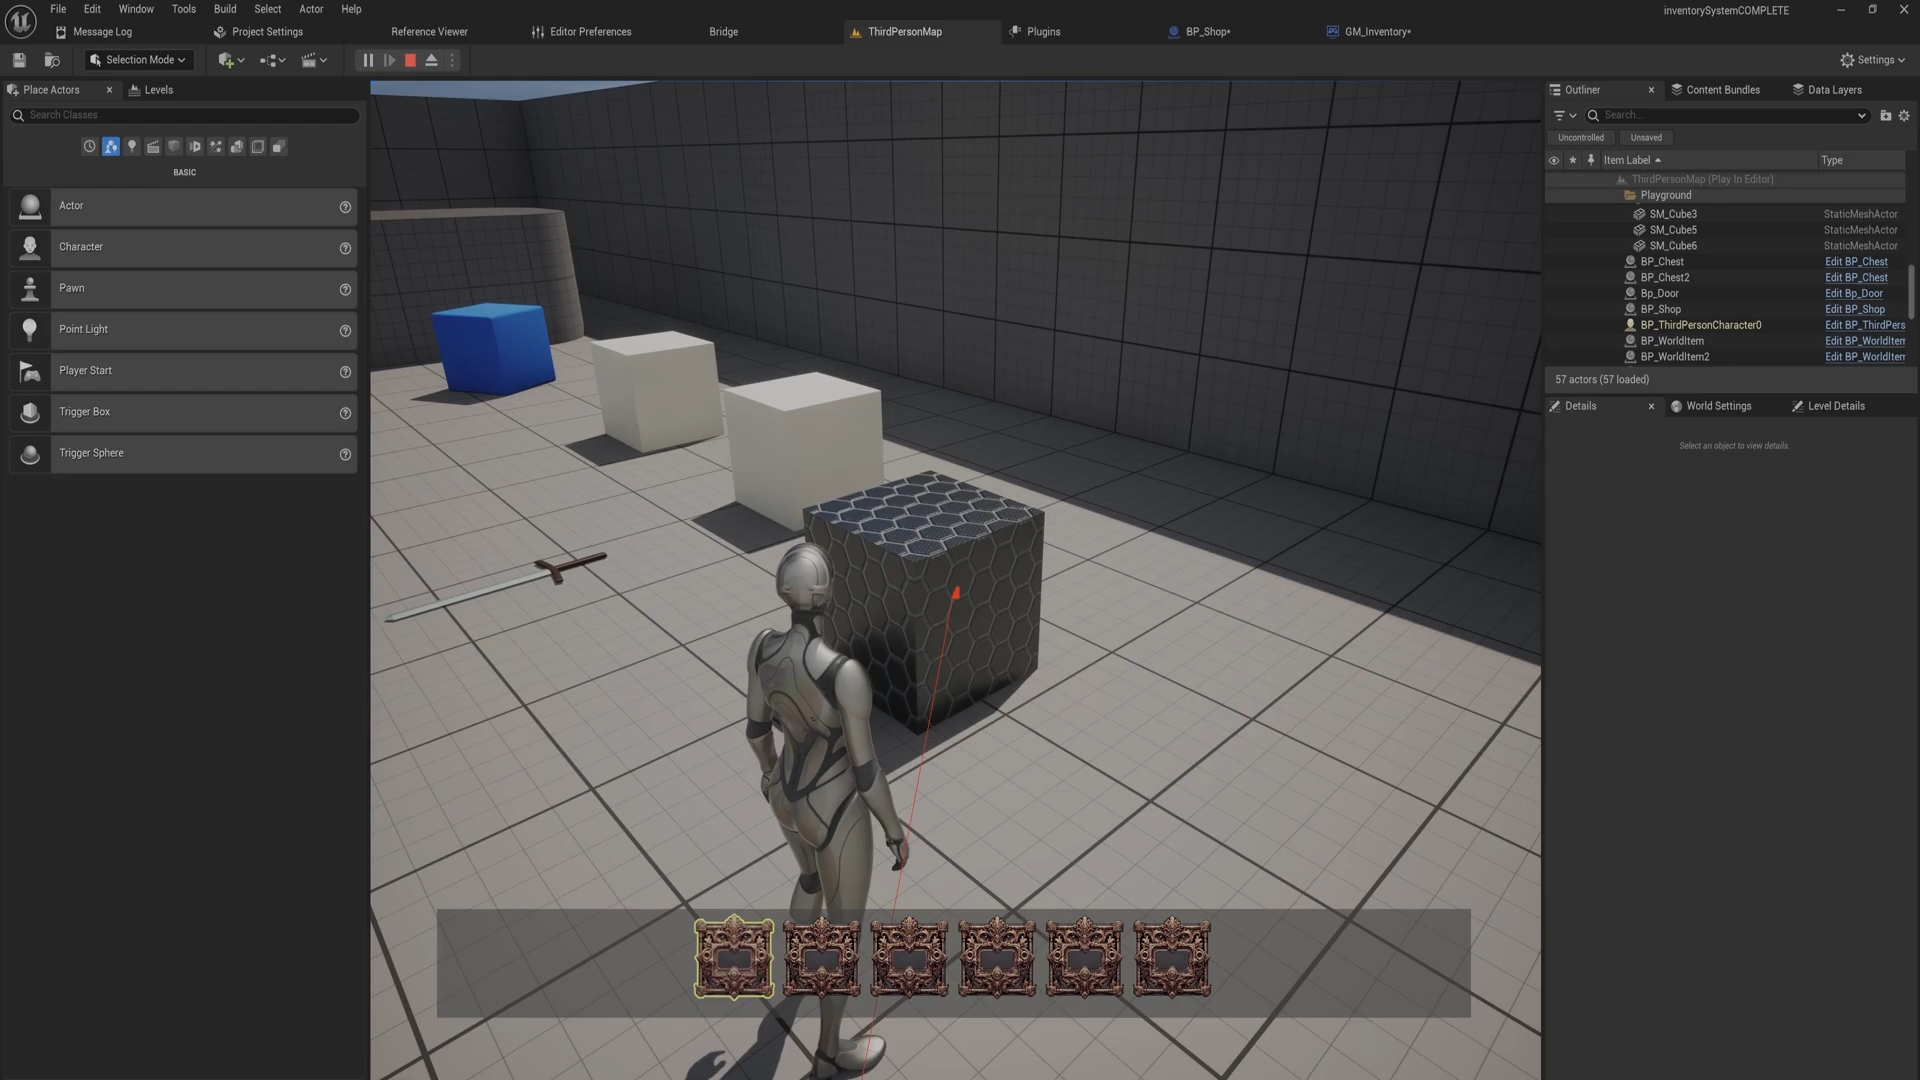 File Edit Window Tools Build Select Actor Help
inventorySystemCOMPLETE
Message Log Project Settings Reference Viewer Editor Preferences Bridge ThirdPersonMap Plugins BP_Shop* GM_Inventory*
Selection Mode
Settings
Place Actors Levels
Search Classes
BASIC
Actor
Character
Pawn
Point Light
Player Start
Trigger Box
Trigger Sphere
Outliner Content Bundles Data Layers
Search...
Uncontrolled Unsaved
Item Label Type
ThirdPersonMap (Play In Editor)
Playground
SM_Cube3 StaticMeshActor
SM_Cube5 StaticMeshActor
SM_Cube6 StaticMeshActor
BP_Chest Edit BP_Chest
BP_Chest2 Edit BP_Chest
Bp_Door Edit Bp_Door
BP_Shop Edit BP_Shop
BP_ThirdPersonCharacter0 Edit BP_ThirdPers
BP_WorldItem Edit BP_WorldItem
BP_WorldItem2 Edit BP_WorldItem
57 actors (57 loaded)
Details World Settings Level Details
Select an object to view details.